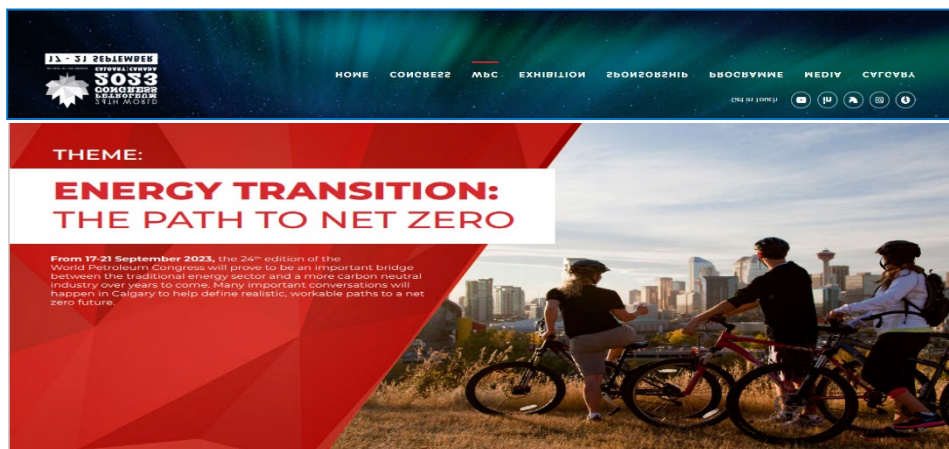 Get in Touch
in
HOME CONGRESS WPC EXHIBITION SPONSORSHIP PROGRAMME MEDIA CALGARY
24TH WORLD
PETROLEUM
CONGRESS
2023
CALGARY CANADA
17 - 21 SEPTEMBER
THEME:
ENERGY TRANSITION:
THE PATH TO NET ZERO
From 17-21 September 2023, the 24th edition of the
World Petroleum Congress will prove to be an important bridge
between the traditional energy sector and a more carbon neutral
industry over years to come. Many important conversations will
happen in Calgary to help define realistic, workable paths to a net
zero future.